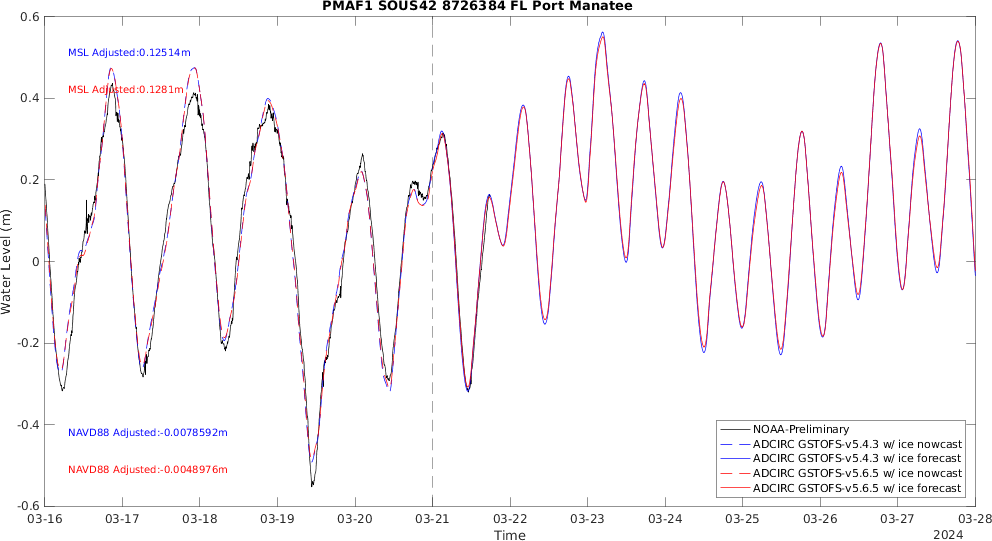 PMAF1 SOUS42 8726384 FL Port Manatee
0.6
0.4
0.2
0
-0.2
-0.4
-0.6
Water Level (m)
MSL Adjusted:0.12514m
MSL Adjusted:0.1281m
NAVD88 Adjusted:-0.0078592m
NAVD88 Adjusted:-0.0048976m
NOAA-Preliminary
ADCIRC GSTOFS-v5.4.3 w/ ice nowcast
ADCIRC GSTOFS-v5.4.3 w/ ice forecast
ADCIRC GSTOFS-v5.6.5 w/ ice nowcast
ADCIRC GSTOFS-v5.6.5 w/ ice forecast
03-16 03-17 03-18 03-19 03-20 03-21 03-22 03-23 03-24 03-25 03-26 03-27 03-28
Time
2024